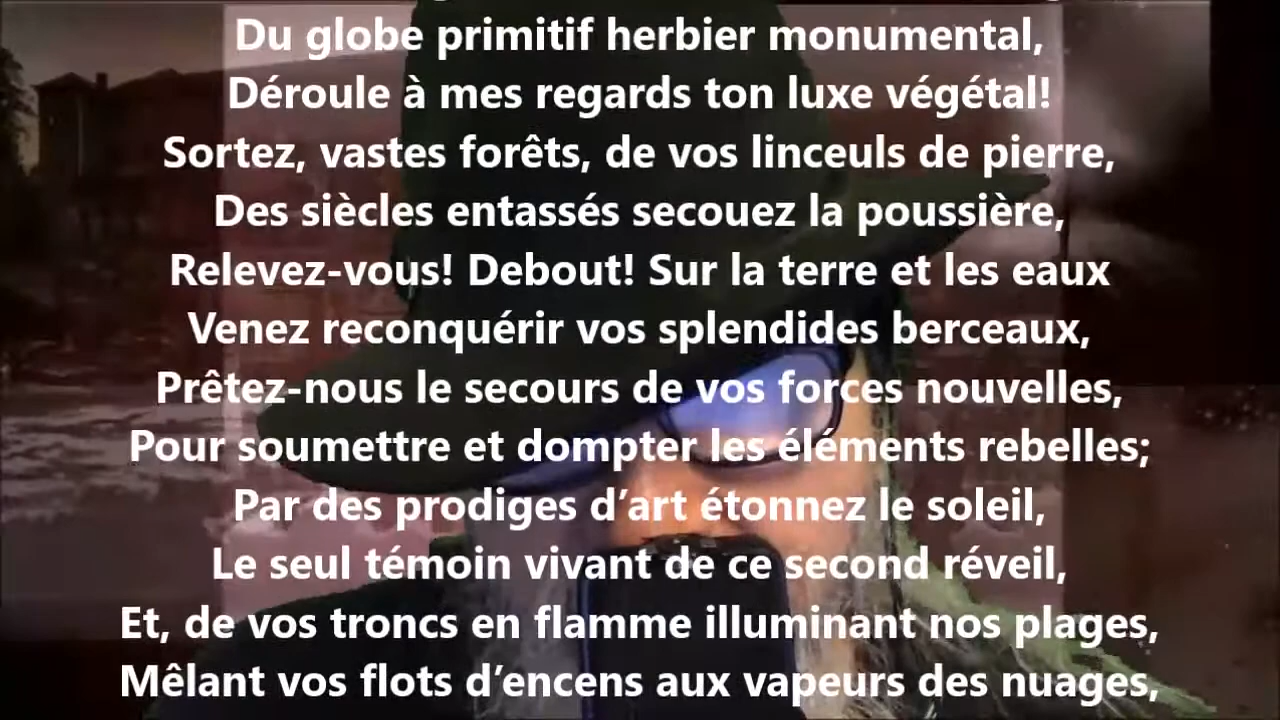 Du globe primitif herbier monumental,
Déroule à mes regards ton luxe végétal!
Sortez, vastes forêts, de vos linceuls de pierre,
Des siècles entassés secouez la poussière,
Relevez-vous! Debout! Sur la terre et les eaux
Venez reconquérir vos splendides berceaux,
Prêtez-nous le secours de vos forces nouvelles,
Pour soumettre et dompter les éléments rebelles;
Par des prodiges d’art étonnez le soleil,
Le seul témoin vivant de ce second réveil,
Et, de vos troncs en flamme illuminant nos plages,
Mêlant vos flots d’encens aux vapeurs des nuages,